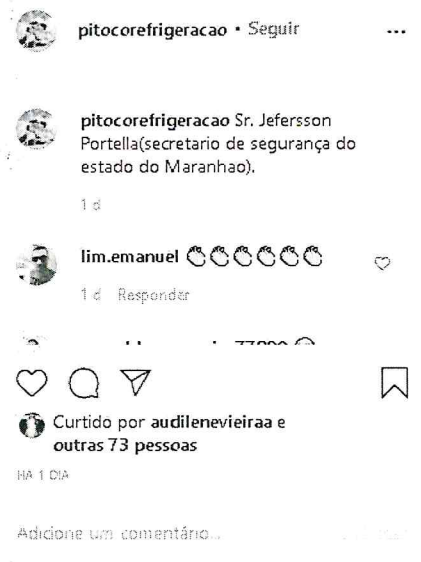 pitocorefrigeracao • Seguir
pitocorefrigeracao Sr. Jefersson
Portella(secretario de segurança do
estado do Maranhao).
1 d
lim.emanuel 👏👏👏👏👏👏
1 d Responder
Curtido por audilenevieiraa e
outras 73 pessoas
HÁ 1 DIA
Adicione um comentário...